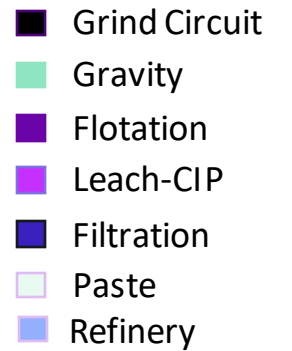 Grind Circuit
Gravity
Flotation
Leach-CIP
Filtration
Paste
Refinery